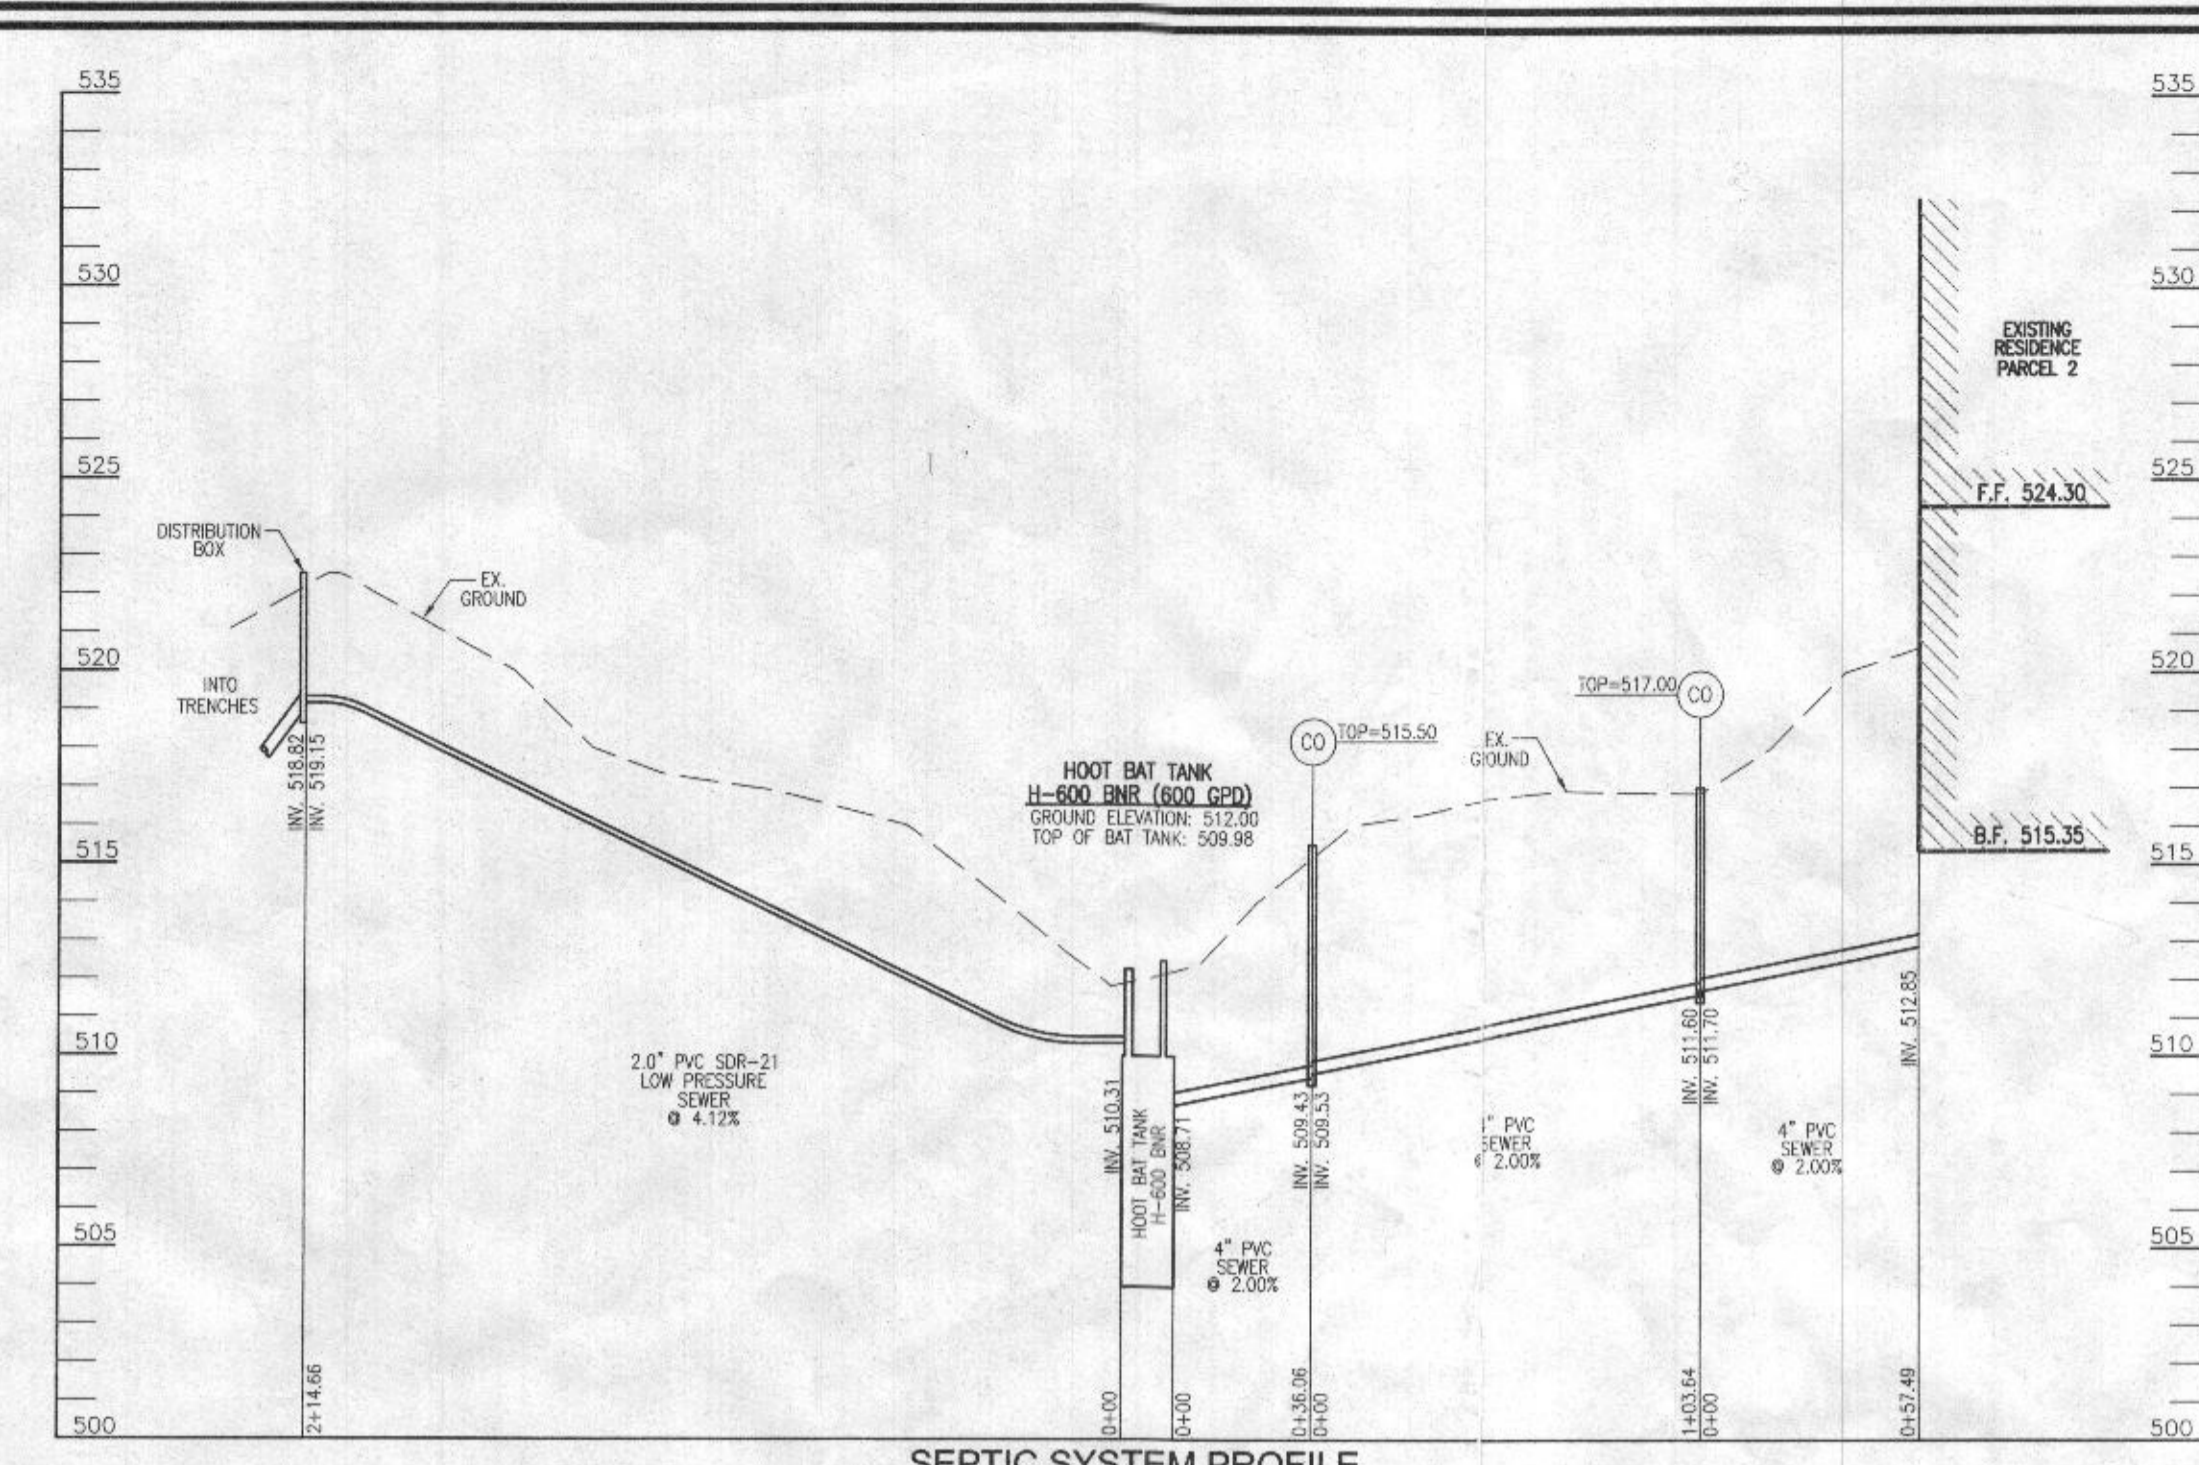 535
530
525
520
515
510
505
500
DISTRIBUTION
BOX
EX.
GROUND
INTO
TRENCHES
INV. 518.82
INV. 519.15
2.0" PVC SDR-21
LOW PRESSURE
SEWER
@ 4.12%
2+14.66
HOOT BAT TANK
H-600 BNR (600 GPD)
GROUND ELEVATION: 512.00
TOP OF BAT TANK: 509.98
INV. 510.31
HOOT BAT TANK
H-600 BNR
INV. 508.71
0+00
0+00
4" PVC
SEWER
@ 2.00%
CO
TOP=515.50
INV. 509.43
INV. 509.53
0+36.06
0+00
EX.
GROUND
PVC
SEWER
2.00%
TOP=517.00
CO
INV. 511.60
INV. 511.70
1+03.64
0+00
4" PVC
SEWER
@ 2.00%
INV. 512.85
0+57.49
EXISTING
RESIDENCE
PARCEL 2
F.F. 524.30
B.F. 515.35
535
530
525
520
515
510
505
500
SEPTIC SYSTEM PROFILE